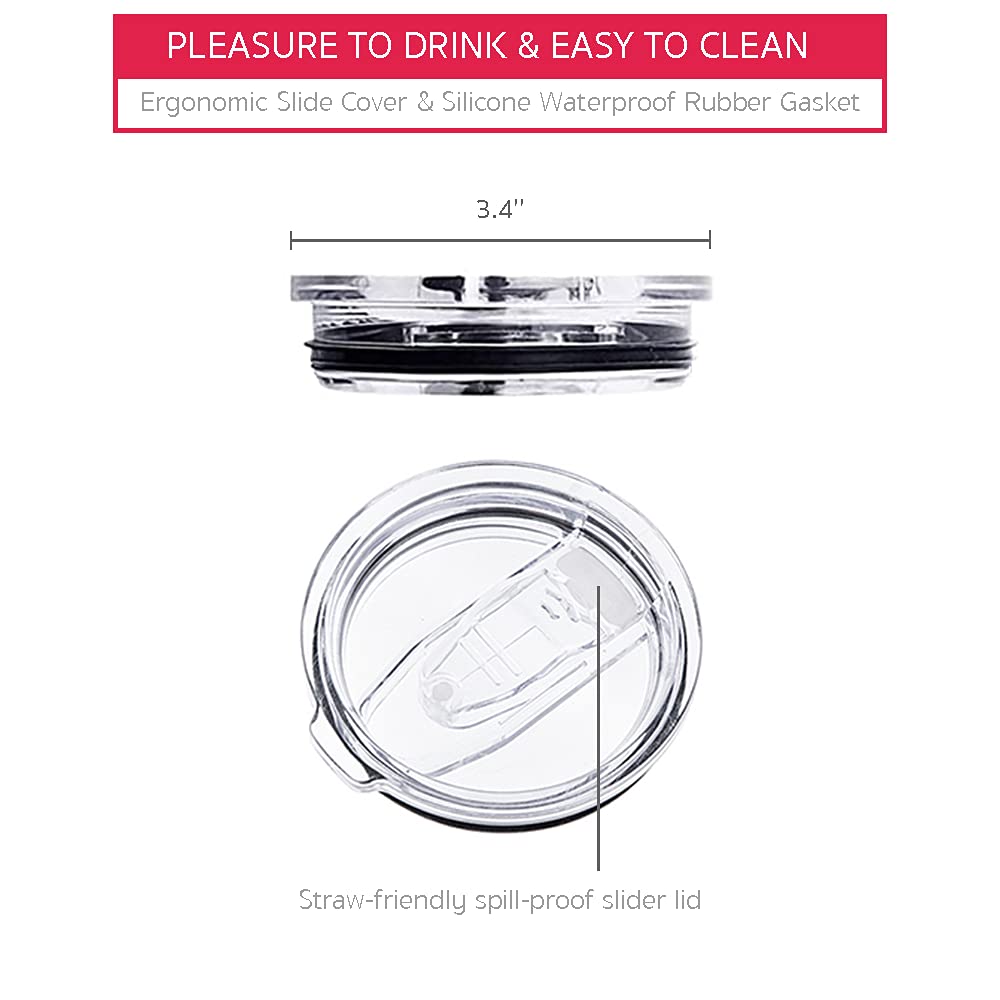 PLEASURE TO DRINK & EASY TO CLEAN
Ergonomic Slide Cover & Silicone Waterproof Rubber Gasket
3.4"
Straw-friendly spill-proof slider lid